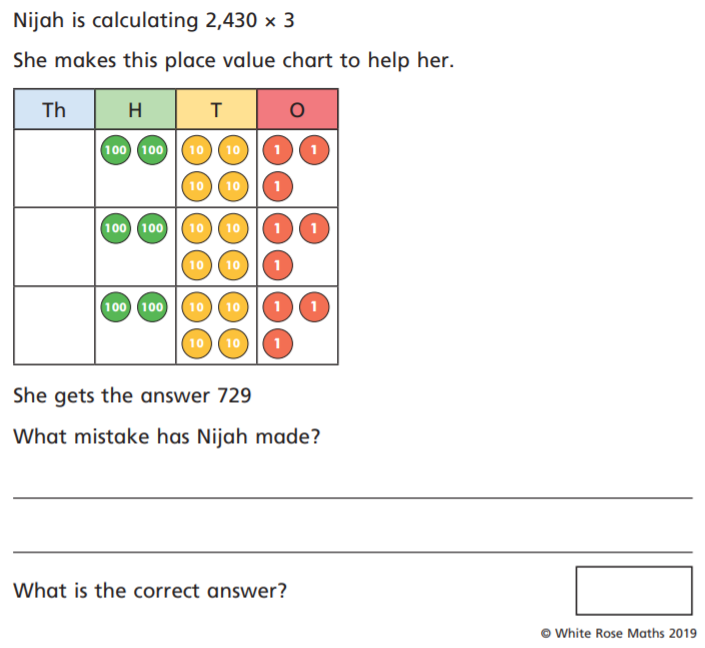 Nijah is calculating 2,430 × 3
She makes this place value chart to help her.
Th H T O
100 100 10 10 1 1
10 10 1
100 100 10 10 1 1
10 10 1
100 100 10 10 1 1
10 10 1
She gets the answer 729
What mistake has Nijah made?
What is the correct answer?
© White Rose Maths 2019